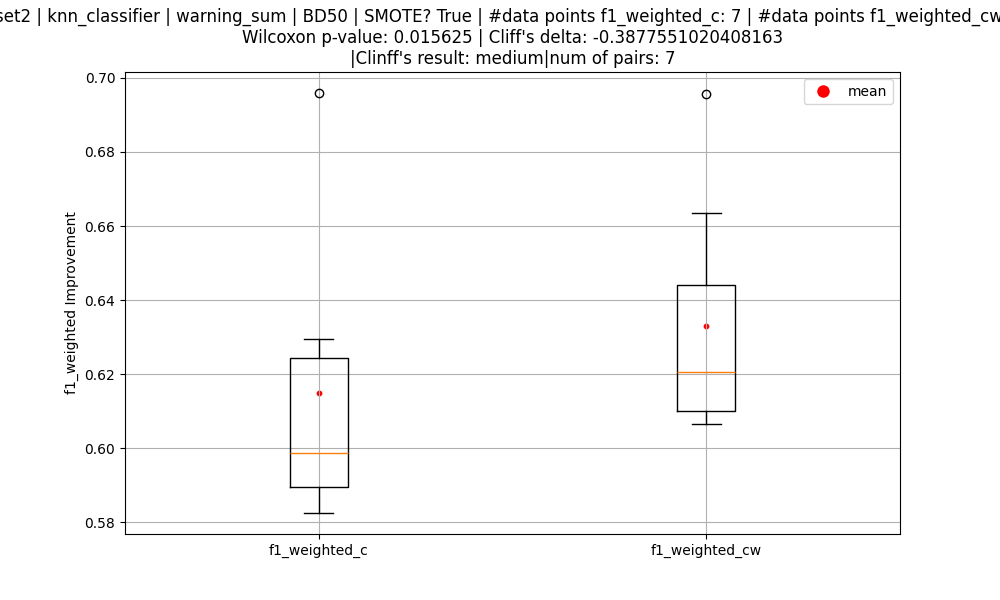 set2 | knn_classifier | warning_sum | BD50 | SMOTE? True | #data points f1_weighted_c: 7 | #data points f1_weighted_cw
Wilcoxon p-value: 0.015625 | Cliff's delta: -0.3877551020408163
|Clinff's result: medium|num of pairs: 7
0.70
mean
0.68
0.66
0.64
0.62
0.60
0.58
f1_weighted Improvement
f1_weighted_c
f1_weighted_cw